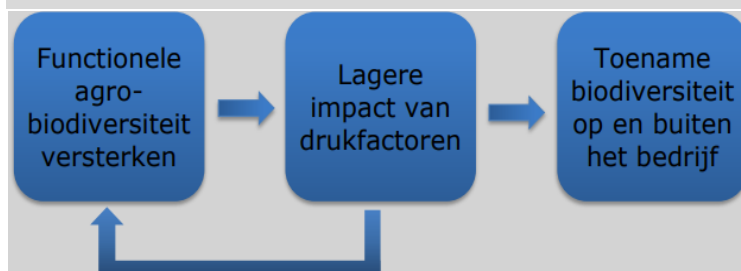 Functionele
agro-
biodiversiteit
versterken
Lagere
impact van
drukfactoren
Toename
biodiversiteit
op en buiten
het bedrijf